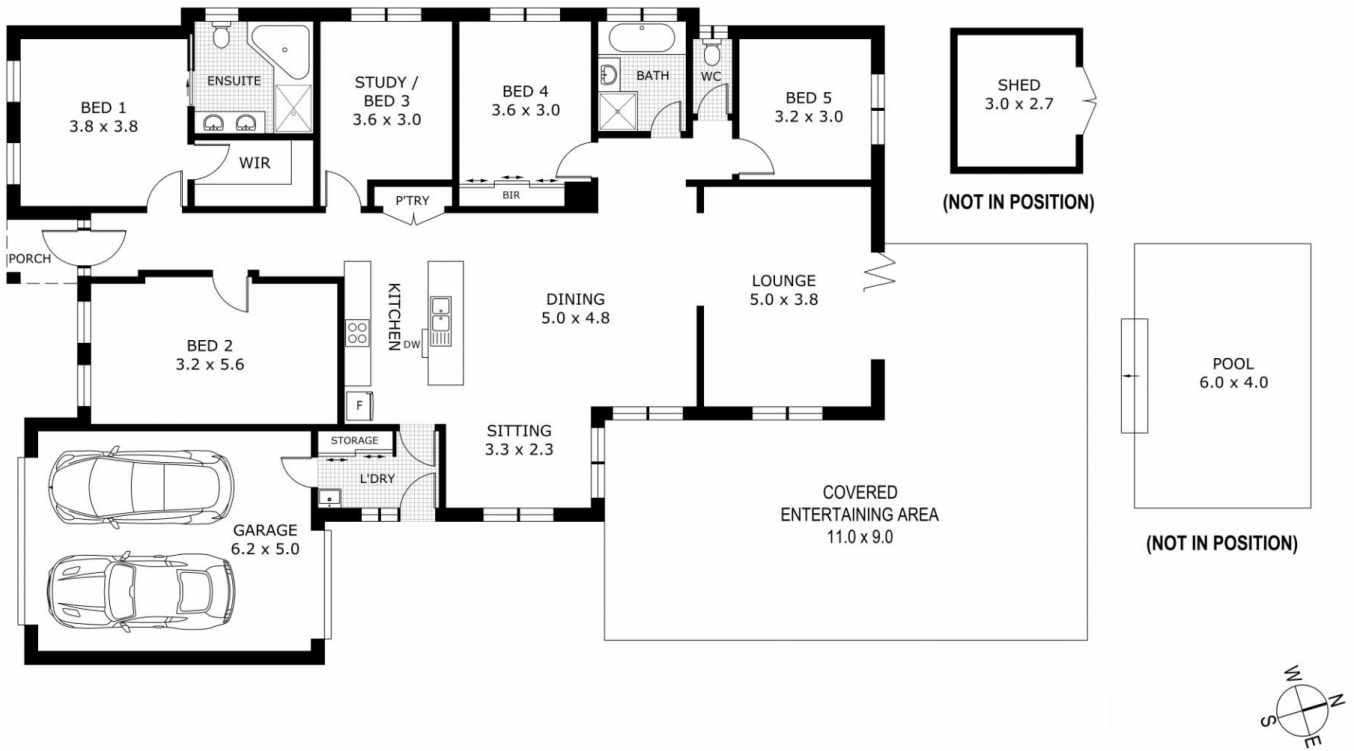 BED 1
3.8 x 3.8
ENSUITE
WIR
STUDY /
BED 3
3.6 x 3.0
BED 4
3.6 x 3.0
BIR
P'TRY
BATH
WC
BED 5
3.2 x 3.0
SHED
3.0 x 2.7
(NOT IN POSITION)
PORCH
BED 2
3.2 x 5.6
KITCHEN
DW
F
DINING
5.0 x 4.8
LOUNGE
5.0 x 3.8
POOL
6.0 x 4.0
(NOT IN POSITION)
SITTING
3.3 x 2.3
STORAGE
L'DRY
GARAGE
6.2 x 5.0
COVERED
ENTERTAINING AREA
11.0 x 9.0
W
N
S
E